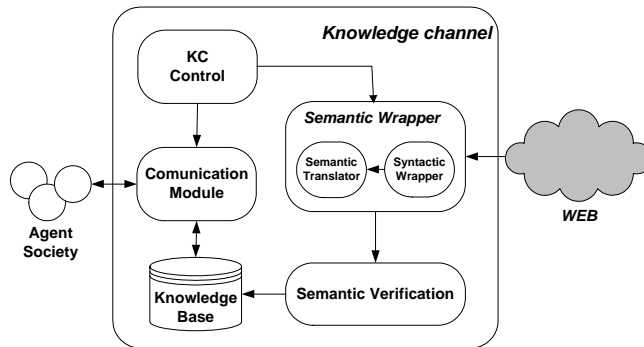 Knowledge channel
KC
Control
Semantic Wrapper
Semantic
Translator
Syntactic
Wrapper
Comunication
Module
Agent
Society
WEB
Knowledge
Base
Semantic Verification